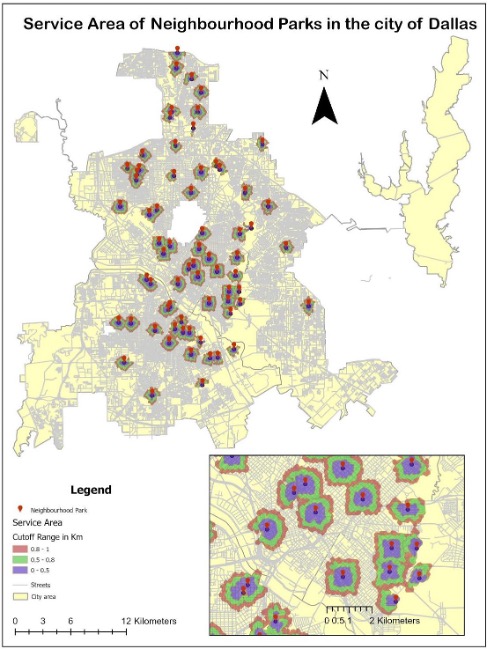 Service Area of Neighbourhood Parks in the city of Dallas
N
Legend
Neighbourhood Park
Service Area
Cutoff Range in Km
0.8 - 1
0.5 - 0.8
0 - 0.5
Streets
City area
0 3 6 12 Kilometers
0 0.5 1 2 Kilometers